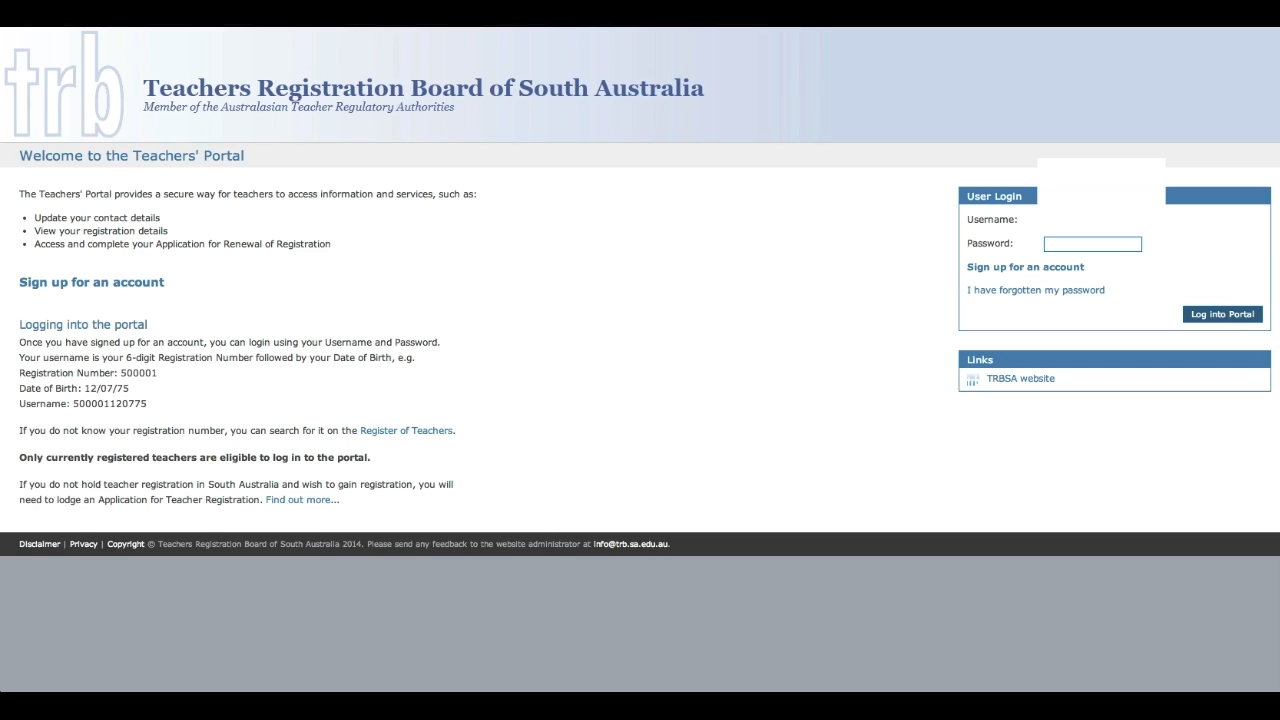 trb
Teachers Registration Board of South Australia
Member of the Australasian Teacher Regulatory Authorities
Welcome to the Teachers' Portal
The Teachers' Portal provides a secure way for teachers to access information and services, such as:
• Update your contact details
• View your registration details
• Access and complete your Application for Renewal of Registration
Sign up for an account
Logging into the portal
Once you have signed up for an account, you can login using your Username and Password.
Your username is your 6-digit Registration Number followed by your Date of Birth, e.g.
Registration Number: 500001
Date of Birth: 12/07/75
Username: 500001120775
If you do not know your registration number, you can search for it on the Register of Teachers.
Only currently registered teachers are eligible to log in to the portal.
If you do not hold teacher registration in South Australia and wish to gain registration, you will
need to lodge an Application for Teacher Registration. Find out more...
User Login
Username:
Password:
Sign up for an account
I have forgotten my password
Log into Portal
Links
TRBSA website
Disclaimer | Privacy | Copyright © Teachers Registration Board of South Australia 2014. Please send any feedback to the website administrator at info@trb.sa.edu.au.